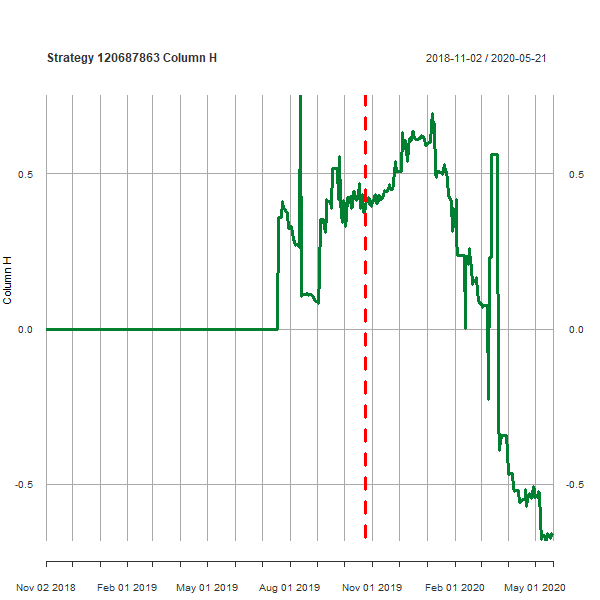 Strategy 120687863 Column H
2018-11-02 / 2020-05-21
Column H
0.5
0.5
0.0
0.0
-0.5
-0.5
Nov 02 2018
Feb 01 2019
May 01 2019
Aug 01 2019
Nov 01 2019
Feb 01 2020
May 01 2020